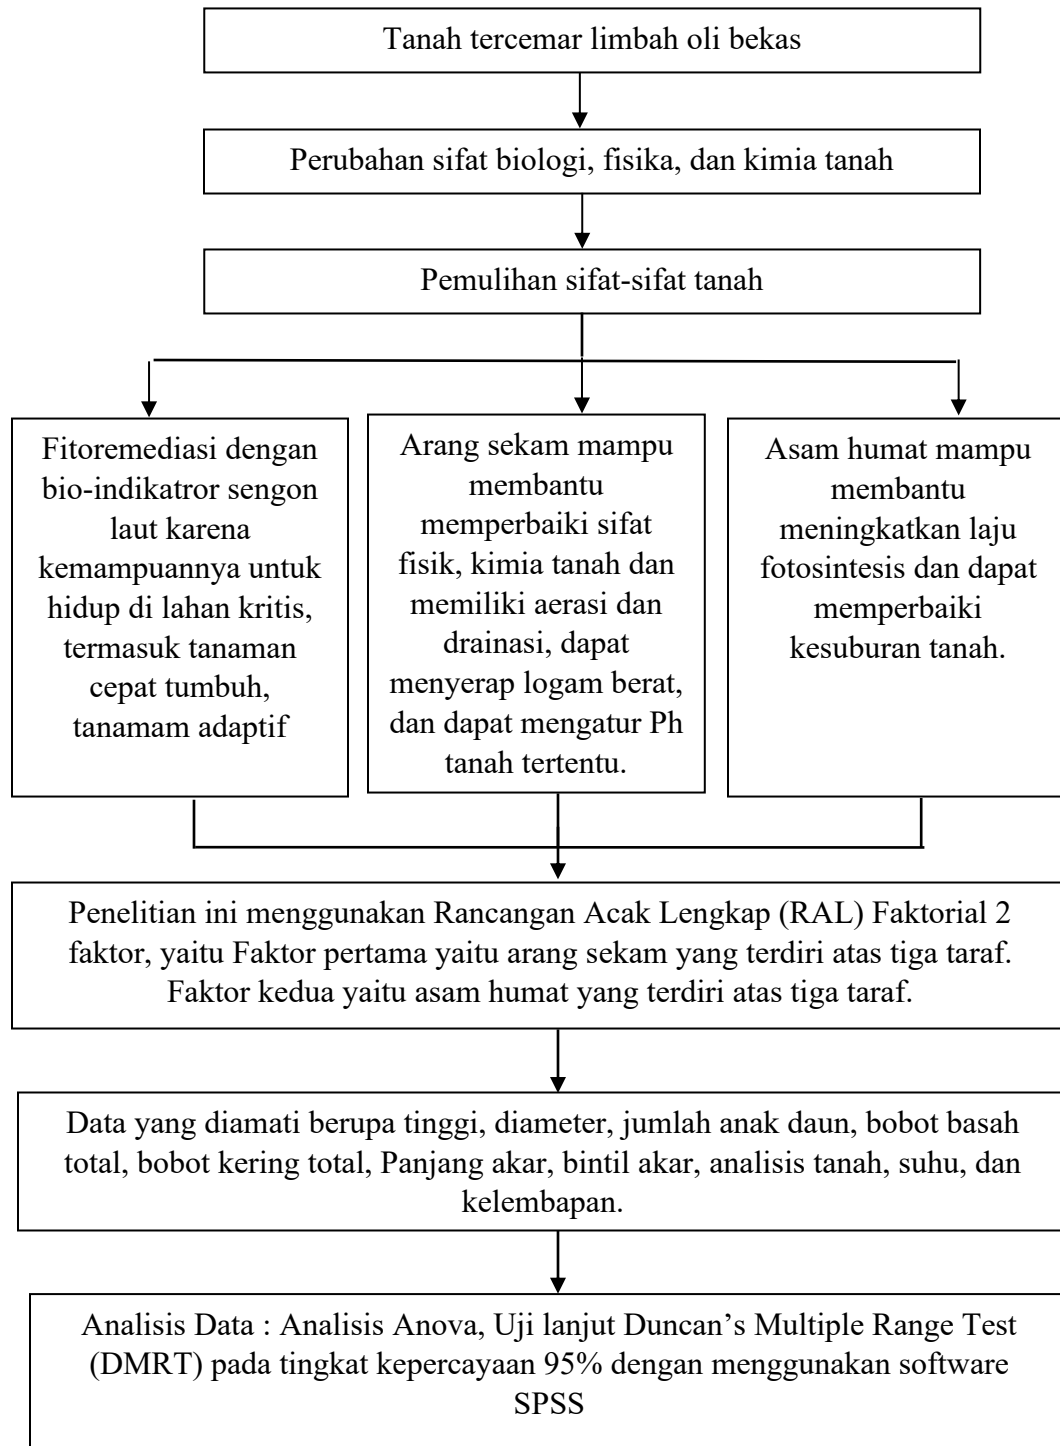 Tanah tercemar limbah oli bekas
Perubahan sifat biologi, fisika, dan kimia tanah
Pemulihan sifat-sifat tanah
Fitoremediasi dengan
bio-indikatror sengon
laut karena
kemampuannya untuk
hidup di lahan kritis,
termasuk tanaman
cepat tumbuh,
tanamam adaptif
Arang sekam mampu
membantu
memperbaiki sifat
fisik, kimia tanah dan
memiliki aerasi dan
drainasi, dapat
menyerap logam berat,
dan dapat mengatur Ph
tanah tertentu.
Asam humat mampu
membantu
meningkatkan laju
fotosintesis dan dapat
memperbaiki
kesuburan tanah.
Penelitian ini menggunakan Rancangan Acak Lengkap (RAL) Faktorial 2
faktor, yaitu Faktor pertama yaitu arang sekam yang terdiri atas tiga taraf.
Faktor kedua yaitu asam humat yang terdiri atas tiga taraf.
Data yang diamati berupa tinggi, diameter, jumlah anak daun, bobot basah
total, bobot kering total, Panjang akar, bintil akar, analisis tanah, suhu, dan
kelembapan.
Analisis Data : Analisis Anova, Uji lanjut Duncan’s Multiple Range Test
(DMRT) pada tingkat kepercayaan 95% dengan menggunakan software
SPSS